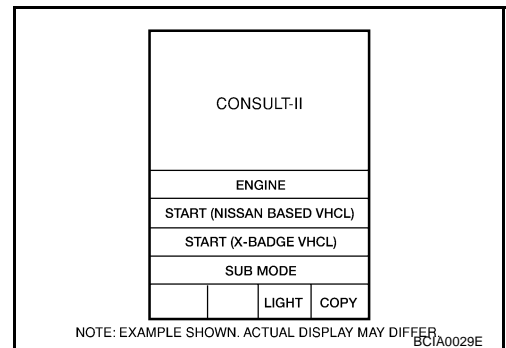 CONSULT-II
ENGINE
START (NISSAN BASED VHCL)
START (X-BADGE VHCL)
SUB MODE
LIGHT COPY
NOTE: EXAMPLE SHOWN. ACTUAL DISPLAY MAY DIFFER.
BCIA0029E